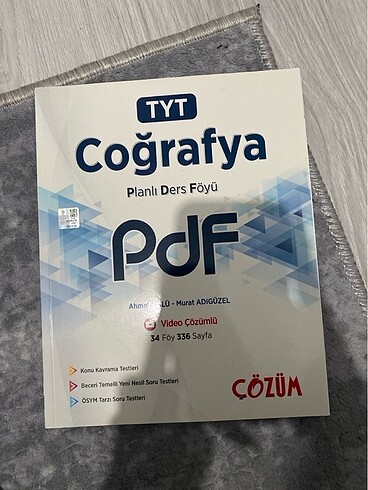 TYT
Coğrafya
Planlı Ders Föyü
PdF
Murat ADIGÜZEL
Video Çözümlü
34 Föy 336 Sayfa
Konu Kavrama Testleri
Beceri Temelli Yeni Nesil Soru Testleri
ÖSYM Tarzı Soru Testleri
ÇÖZÜM